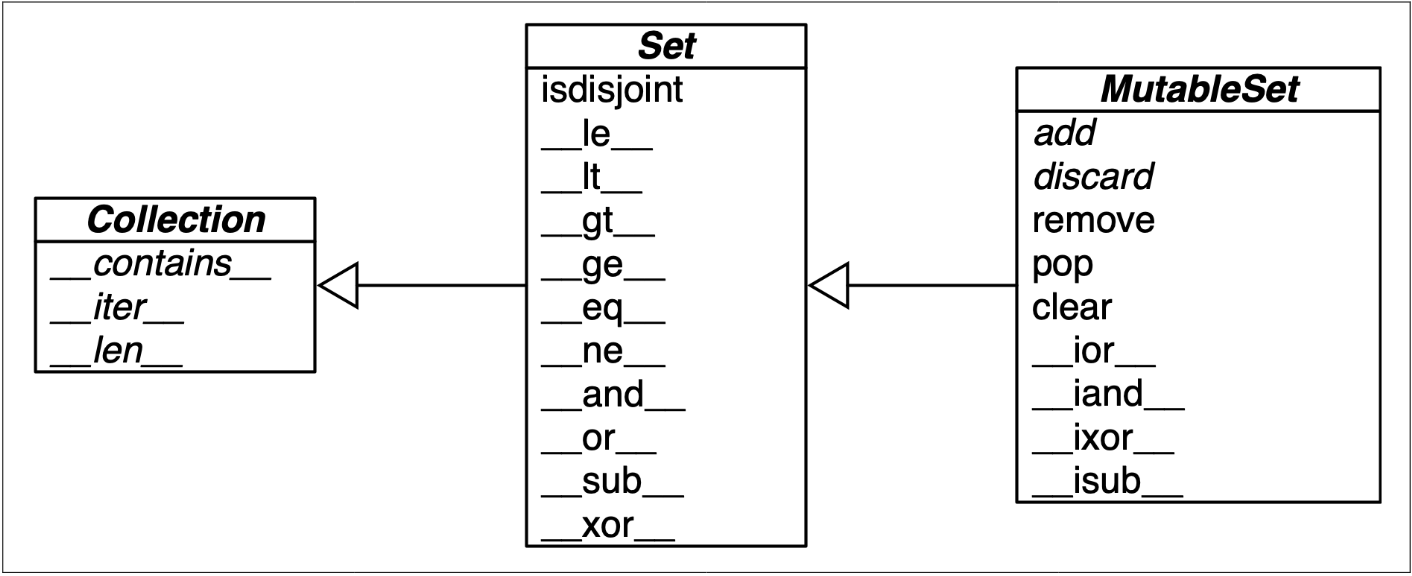 Collection
__contains__
__iter__
__len__
Set
isdisjoint
__le__
__lt__
__gt__
__ge__
__eq__
__ne__
__and__
__or__
__sub__
__xor__
MutableSet
add
discard
remove
pop
clear
__ior__
__iand__
__ixor__
__isub__